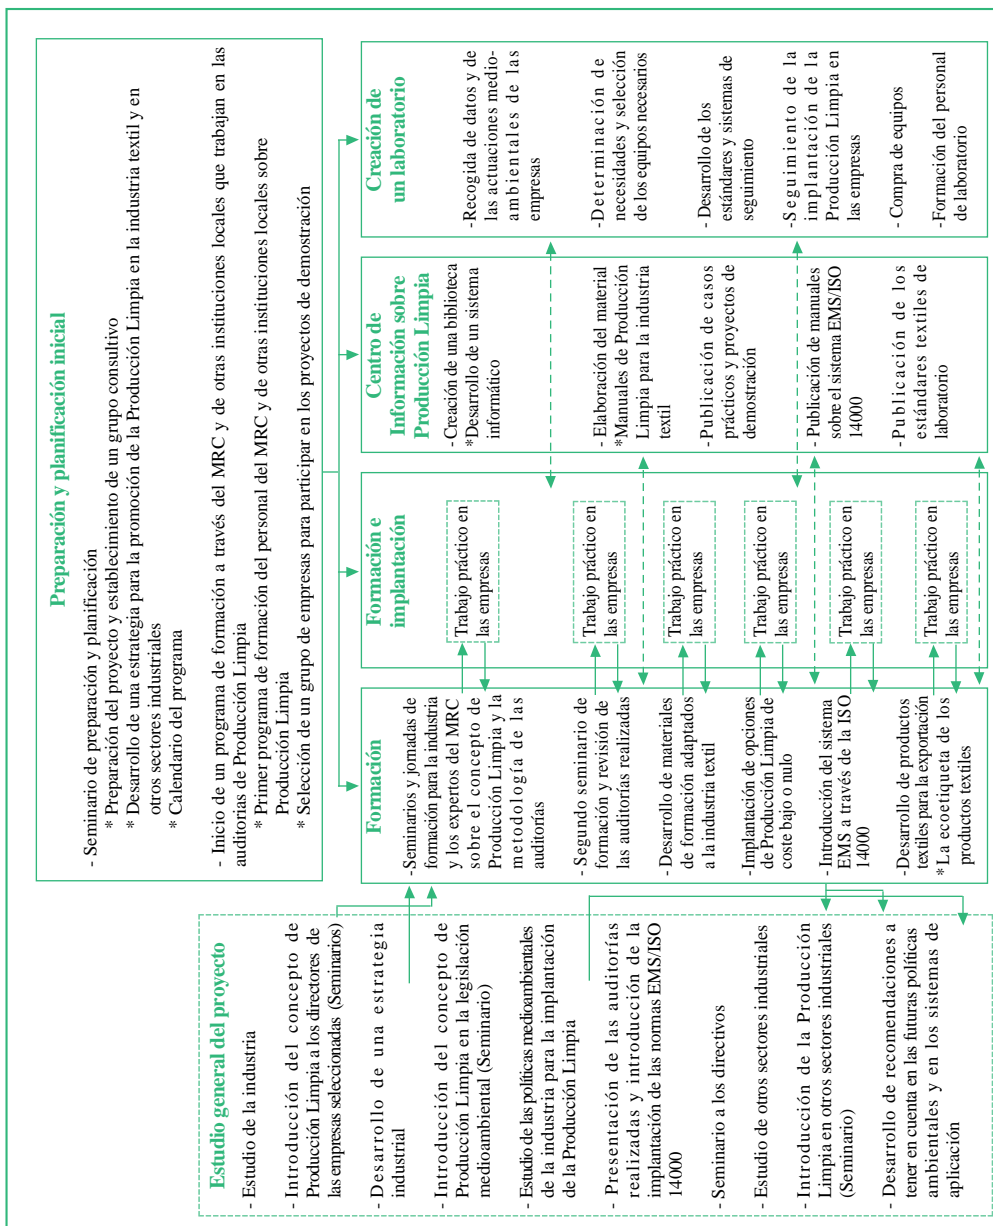 Preparación y planificación inicial
- Seminario de preparación y planificación
* Preparación del proyecto y establecimiento de un grupo consultivo
* Desarrollo de una estrategia para la promoción de la Producción Limpia en la industria textil y en
otros sectores industriales
* Calendario del programa
- Inicio de un programa de formación a través del MRC y de otras instituciones locales que trabajan en las
auditorias de Producción Limpia
* Primer programa de formación del personal del MRC y de otras instituciones locales sobre
Producción Limpia
* Selección de un grupo de empresas para participar en los proyectos de demostración
Estudio general del proyecto
- Estudio de la industria
- Introducción del concepto de
Producción Limpia a los directores de
las empresas seleccionadas (Seminarios)
- Desarrollo de una estrategia
industrial
- Introducción del concepto de
Producción Limpia en la legislación
medioambiental (Seminario)
- Estudio de las políticas medioambientales
de la industria para la implantación
de la Producción Limpia
- Presentación de las auditorías
realizadas y introducción de la
implantación de las normas EMS/ISO
14000
- Seminario a los directivos
- Estudio de otros sectores industriales
- Introducción de la Producción
Limpia en otros sectores industriales
(Seminario)
- Desarrollo de recomendaciones a
tener en cuenta en las futuras políticas
ambientales y en los sistemas de
aplicación
Formación
- Seminarios y jornadas de
formación para la industria
y los expertos del MRC
sobre el concepto de
Producción Limpia y la
metodología de las
auditorías
- Segundo seminario de
formación y revisión de
las auditorías realizadas
- Desarrollo de materiales
de formación adaptados
a la industria textil
- Implantación de opciones
de Producción Limpia de
coste bajo o nulo
- Introducción del sistema
EMS a través de la ISO
14000
- Desarrollo de productos
textiles para la exportación
* La ecoetiqueta de los
productos textiles
Formación e
implantación
Trabajo práctico en
las empresas
Trabajo práctico en
las empresas
Trabajo práctico en
las empresas
Trabajo práctico en
las empresas
Trabajo práctico en
las empresas
Trabajo práctico en
las empresas
Centro de
Información sobre
Producción Limpia
- Creación de una biblioteca
*Desarrollo de un sistema
informático
- Elaboración del material
*Manuales de Producción
Limpia para la industria
textil
- Publicación de casos
prácticos y proyectos de
demostración
- Publicación de manuales
sobre el sistema EMS/ISO
14000
- Publicación de los
estándares textiles de
laboratorio
Creación de
un laboratorio
- Recogida de datos y de
las actuaciones medio-
ambientales de las
empresas
- Determinación de
necesidades y selección
de los equipos necesarios
- Desarrollo de los
estándares y sistemas de
seguimiento
- Seguimiento de la
implantación de la
Producción Limpia en
las empresas
- Compra de equipos
- Formación del personal
de laboratorio